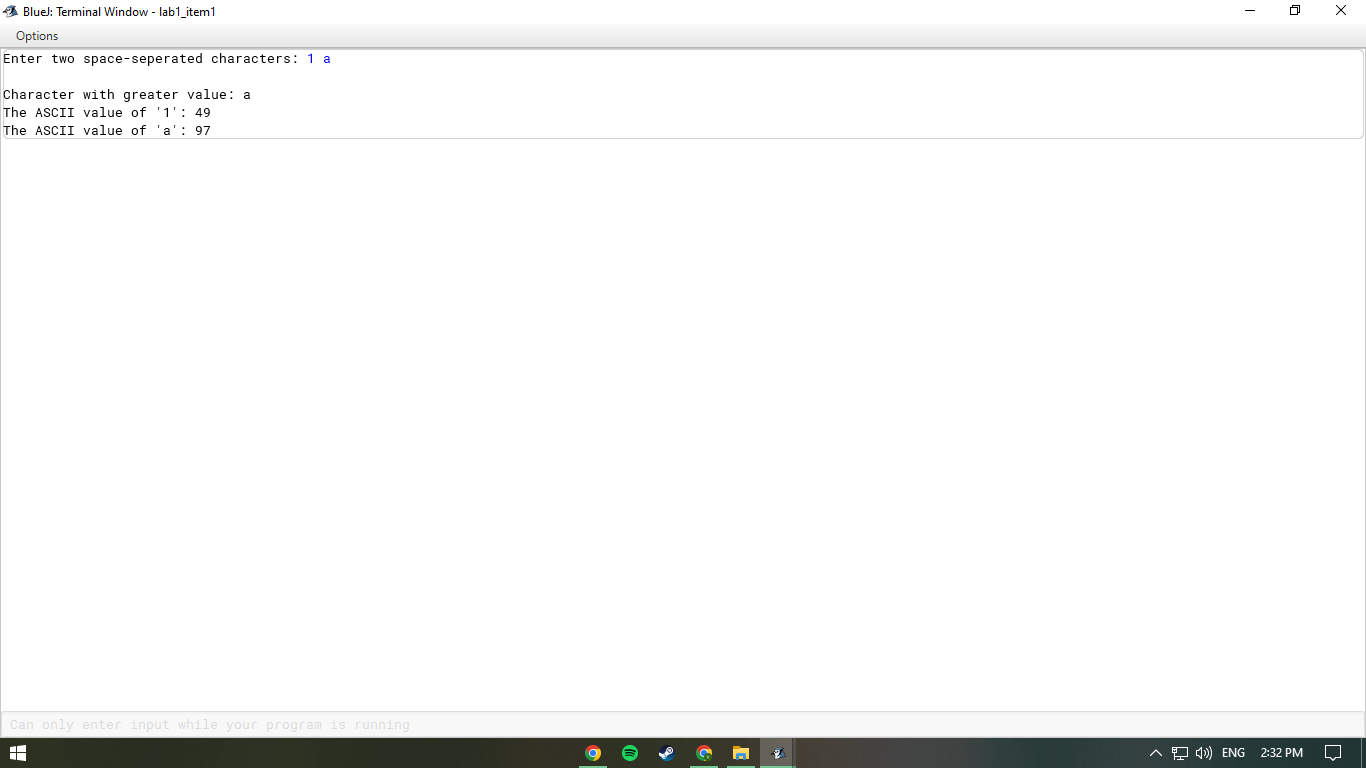 BlueJ: Terminal Window - lab1_item1
Options
Enter two space-seperated characters: 1 a
Character with greater value: a
The ASCII value of '1': 49
The ASCII value of 'a': 97
Can only enter input while your program is running
ENG
2:32 PM